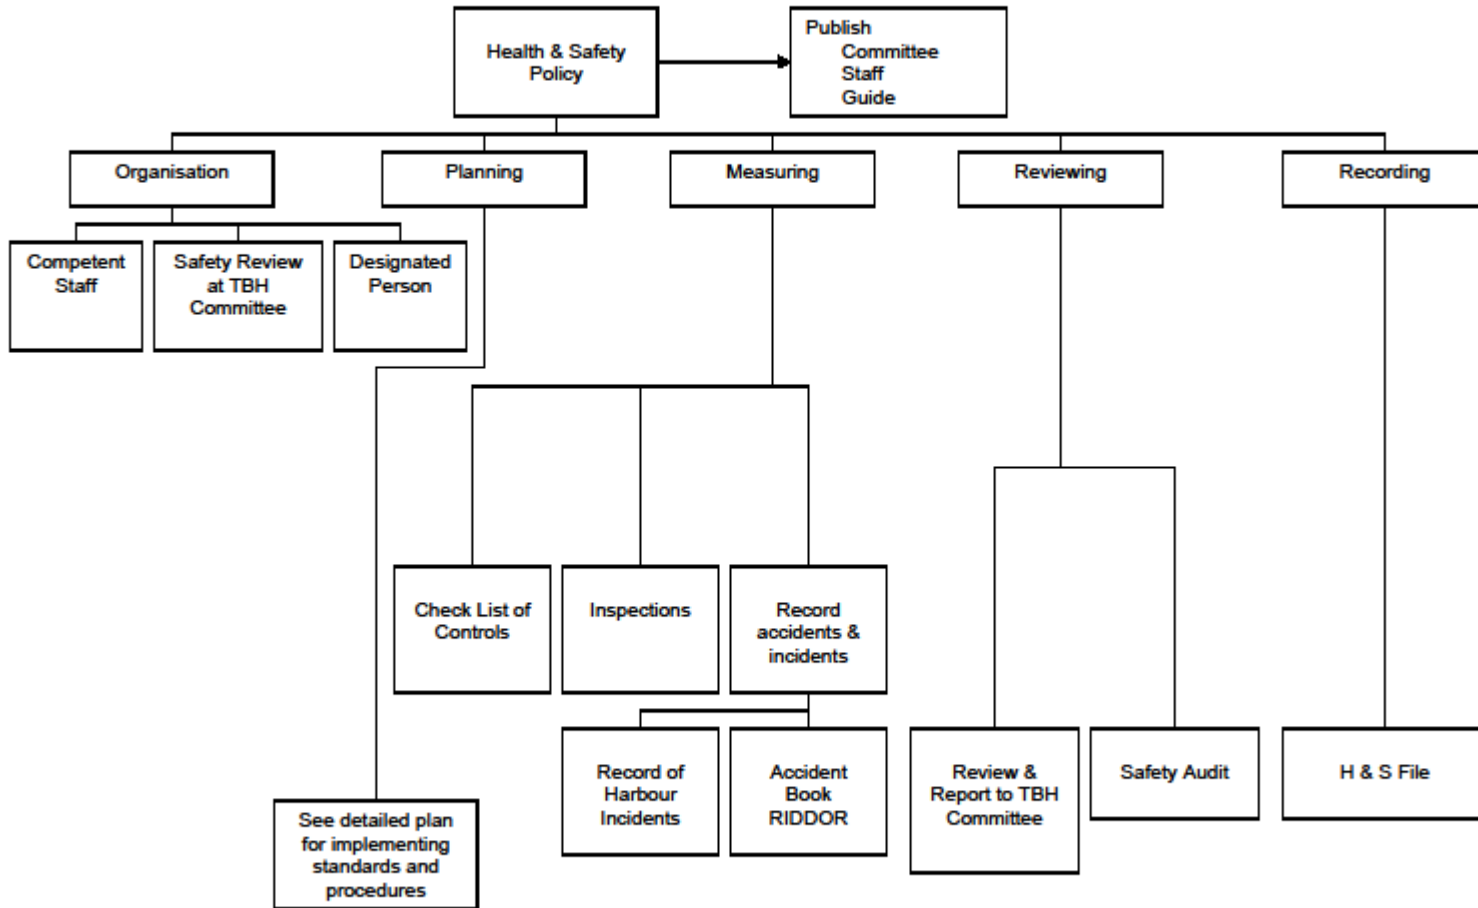 Health & Safety
Policy
Publish
Committee
Staff
Guide
Organisation
Planning
Measuring
Reviewing
Recording
Competent
Staff
Safety Review
at TBH
Committee
Designated
Person
Check List of
Controls
Inspections
Record
accidents &
incidents
Record of
Harbour
Incidents
Accident
Book
RIDDOR
Review &
Report to TBH
Committee
Safety Audit
H & S File
See detailed plan
for implementing
standards and
procedures